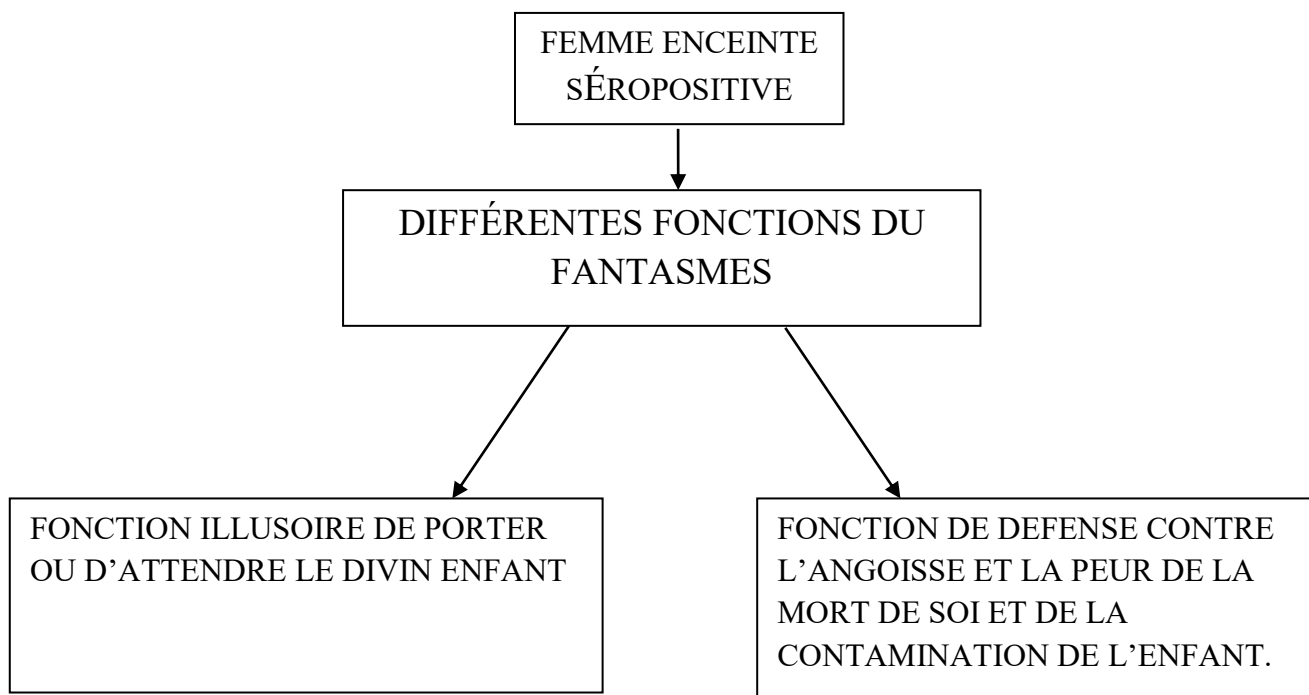 FEMME ENCEINTE
SÉROPOSITIVE
DIFFÉRENTES FONCTIONS DU
FANTASMES
FONCTION ILLUSOIRE DE PORTER
OU D’ATTENDRE LE DIVIN ENFANT
FONCTION DE DEFENSE CONTRE
L’ANGOISSE ET LA PEUR DE LA
MORT DE SOI ET DE LA
CONTAMINATION DE L’ENFANT.